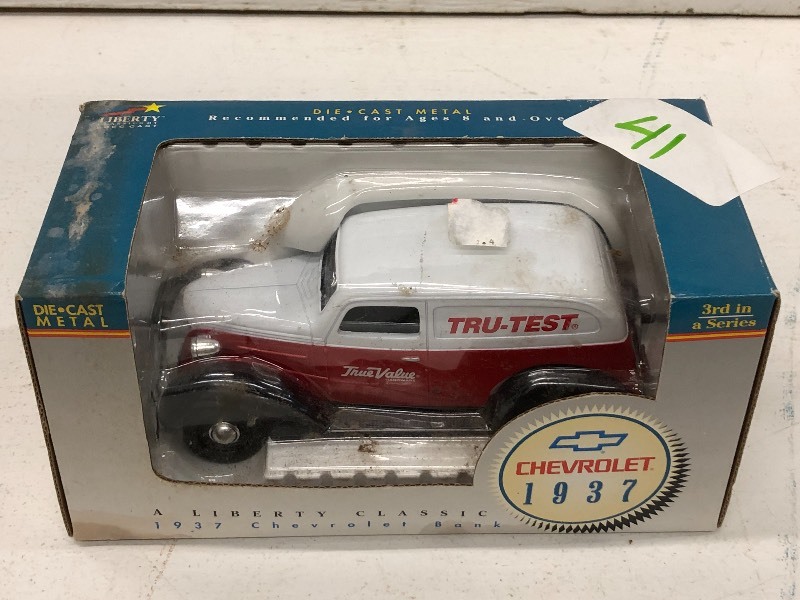 LIBERTY
DIE•CAST METAL
Recommended for Ages 8 and Ove
41
DIE•CAST
METAL
3rd in
a Series
TRU-TEST®
True Value
CHEVROLET
1937
A LIBERTY CLASSIC
1937 Chevrolet Bank